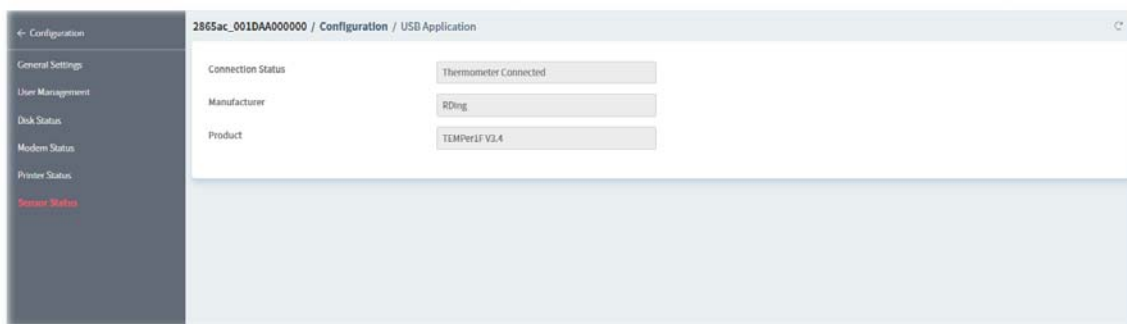 ← Configuration
2865ac_001DAA000000 / Configuration / USB Application
General Settings
User Management
Disk Status
Modem Status
Printer Status
Sensor Status
Connection Status
Thermometer Connected
Manufacturer
RDing
Product
TEMPer1F V3.4